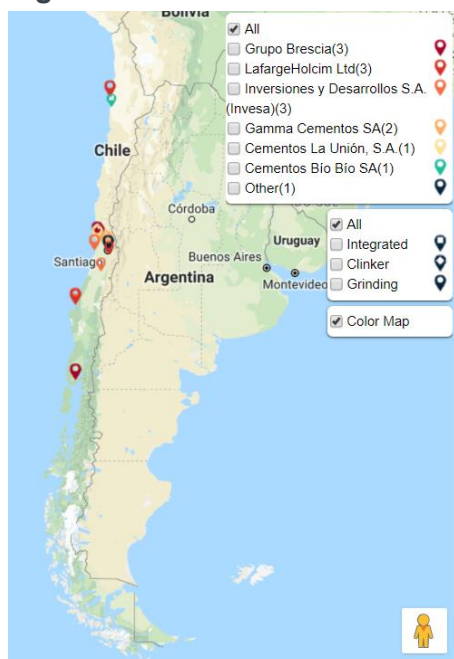 Bolivia
All
Grupo Brescia(3)
LafargeHolcim Ltd(3)
Inversiones y Desarrollos S.A.
(Invesa)(3)
Gamma Cementos SA(2)
Cementos La Unión, S.A.(1)
Cementos Bío Bío SA(1)
Other(1)
Chile
Córdoba
Uruguay
All
Integrated
Clinker
Grinding
Santiago
Buenos Aires
Montevideo
Argentina
Color Map